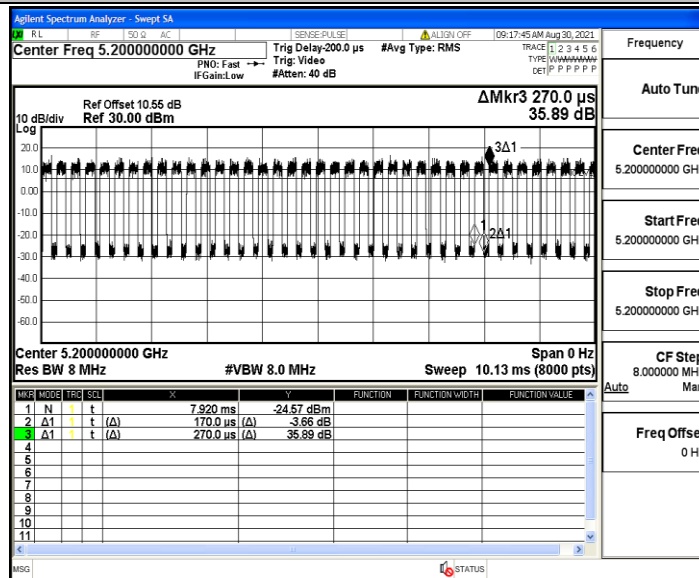 Agilent Spectrum Analyzer - Swept SA
RL RF 50 Ω AC SENSE:PULSE ALIGN OFF 09:17:45 AM Aug 30, 2021
Center Freq 5.200000000 GHz
PNO: Fast
IFGain:Low
Trig Delay-200.0 µs
Trig: Video
#Atten: 40 dB
#Avg Type: RMS
TRACE 1 2 3 4 5 6
TYPE
DET P P P P P P
ΔMkr3 270.0 µs
35.89 dB
Ref Offset 10.55 dB
10 dB/div Ref 30.00 dBm
Log
20.0
10.0
0.00
-10.0
-20.0
-30.0
-40.0
-50.0
-60.0
3Δ1
1
2Δ1
Center 5.200000000 GHz Span 0 Hz
Res BW 8 MHz #VBW 8.0 MHz Sweep 10.13 ms (8000 pts)
MKR MODE TRC SCL X Y FUNCTION FUNCTION WIDTH FUNCTION VALUE
1 N 1 t 7.920 ms -24.57 dBm
2 Δ1 1 t (Δ) 170.0 µs (Δ) -3.66 dB
3 Δ1 1 t (Δ) 270.0 µs (Δ) 35.89 dB
4
5
6
7
8
9
10
11
MSG STATUS
Frequency
Auto Tun
Center Fre
5.200000000 GH
Start Fre
5.200000000 GH
Stop Fre
5.200000000 GH
CF Step
8.000000 MH
Auto Ma
Freq Offse
0 H